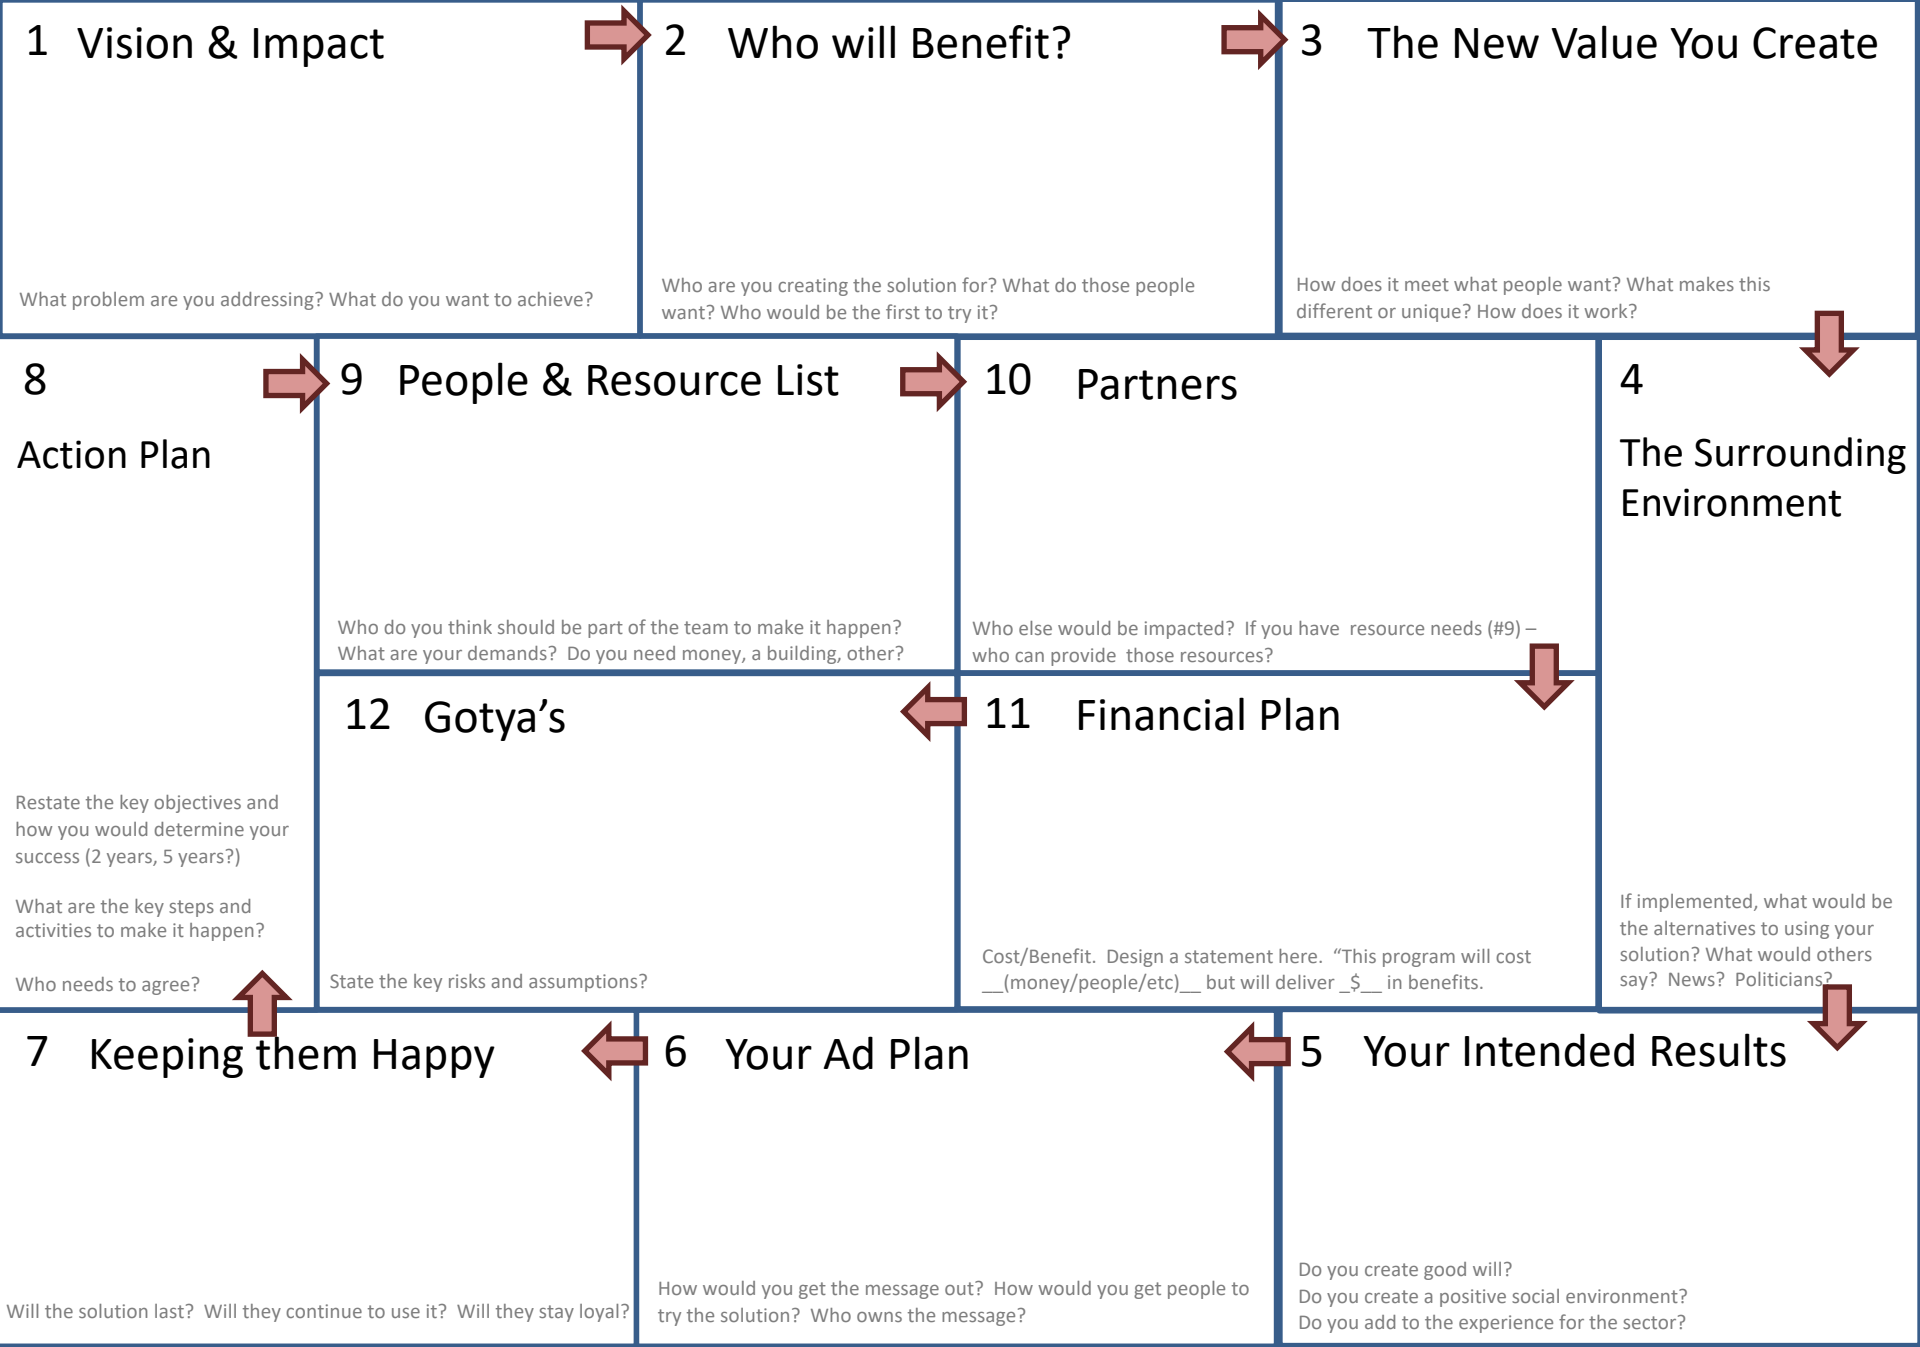 1 Vision & Impact
What problem are you addressing? What do you want to achieve?
2 Who will Benefit?
Who are you creating the solution for? What do those people
want? Who would be the first to try it?
3 The New Value You Create
How does it meet what people want? What makes this
different or unique? How does it work?
4
The Surrounding
Environment
If implemented, what would be
the alternatives to using your
solution? What would others
say? News? Politicians?
5 Your Intended Results
Do you create good will?
Do you create a positive social environment?
Do you add to the experience for the sector?
6 Your Ad Plan
How would you get the message out? How would you get people to
try the solution? Who owns the message?
7 Keeping them Happy
Will the solution last? Will they continue to use it? Will they stay loyal?
8
Action Plan
Restate the key objectives and
how you would determine your
success (2 years, 5 years?)
What are the key steps and
activities to make it happen?
Who needs to agree?
9 People & Resource List
Who do you think should be part of the team to make it happen?
What are your demands? Do you need money, a building, other?
10 Partners
Who else would be impacted? If you have resource needs (#9) –
who can provide those resources?
11 Financial Plan
Cost/Benefit. Design a statement here. “This program will cost
__(money/people/etc)__ but will deliver _$__ in benefits.
12 Gotya’s
State the key risks and assumptions?